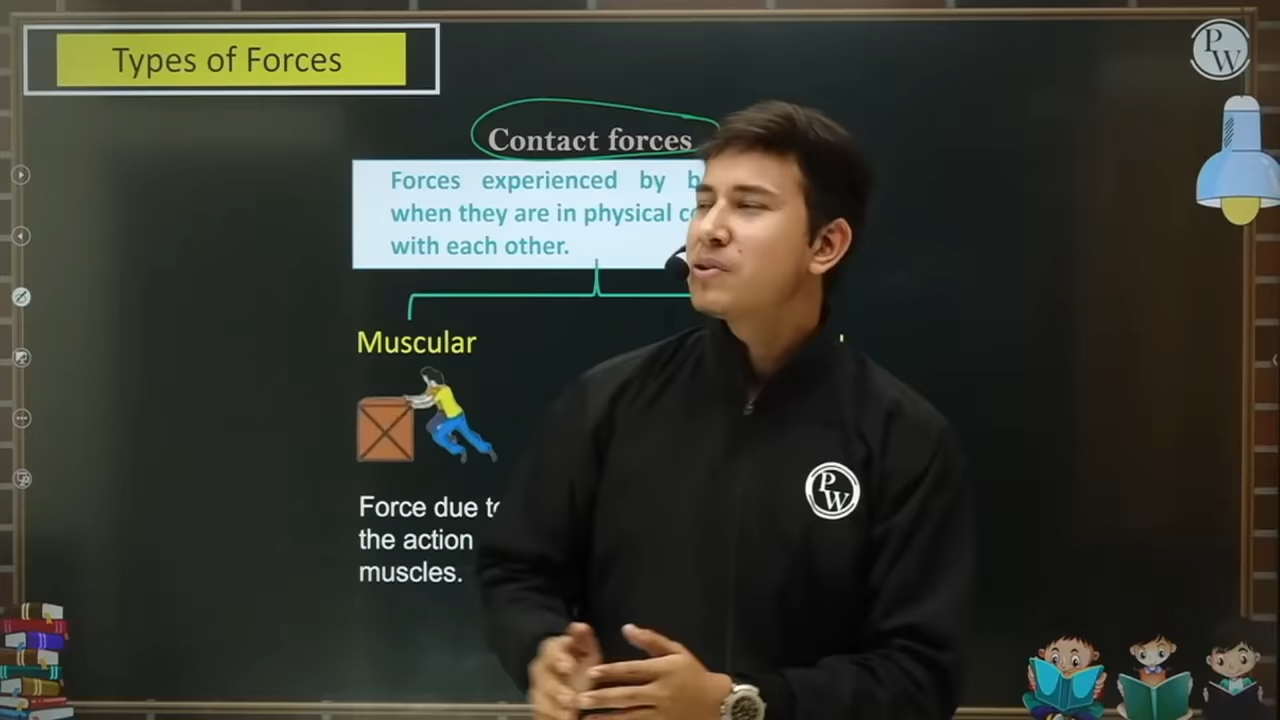 Types of Forces
PW
Contact forces
Forces experienced by
when they are in physical
with each other.
Muscular
Force due
the action
muscles.
PW